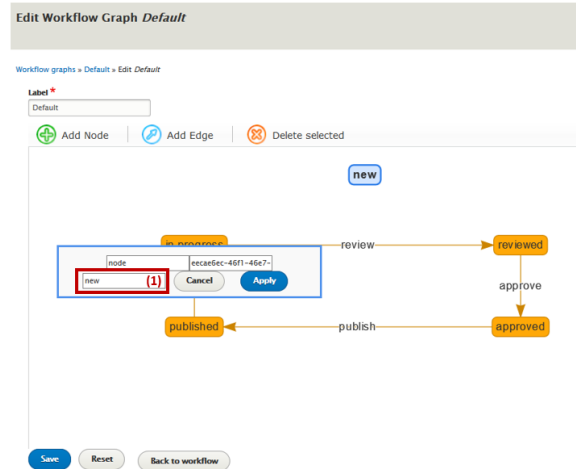 Edit Workflow Graph Default
Workflow graphs » Default » Edit Default
Label *
Default
Add Node Add Edge Delete selected
new
in progress review reviewed
node eecae6ec-46f1-46e7-
new (1) Cancel Apply
approve
published publish approved
Save Reset Back to workflow